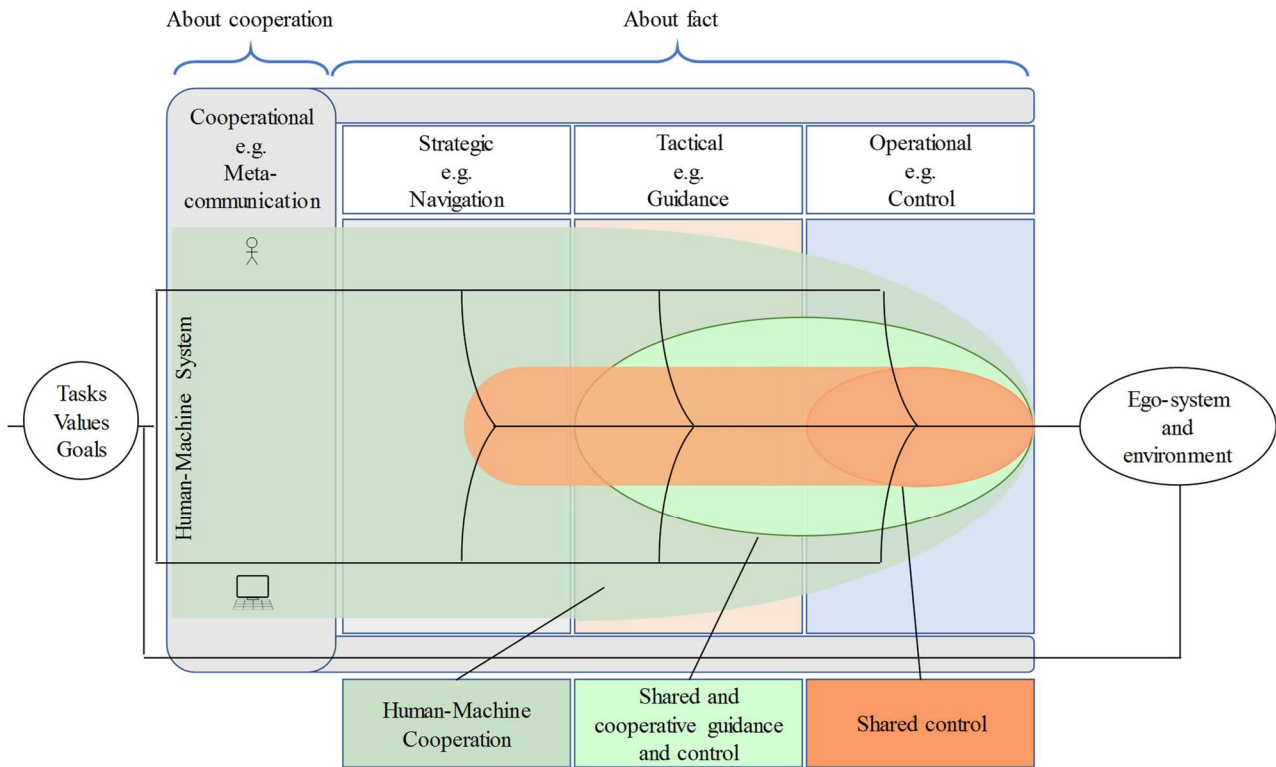 About cooperation
About fact
Cooperational
e.g.
Meta-
communication
Strategic
e.g.
Navigation
Tactical
e.g.
Guidance
Operational
e.g.
Control
Human-Machine System
Tasks
Values
Goals
Ego-system
and
environment
Human-Machine
Cooperation
Shared and
cooperative guidance
and control
Shared control